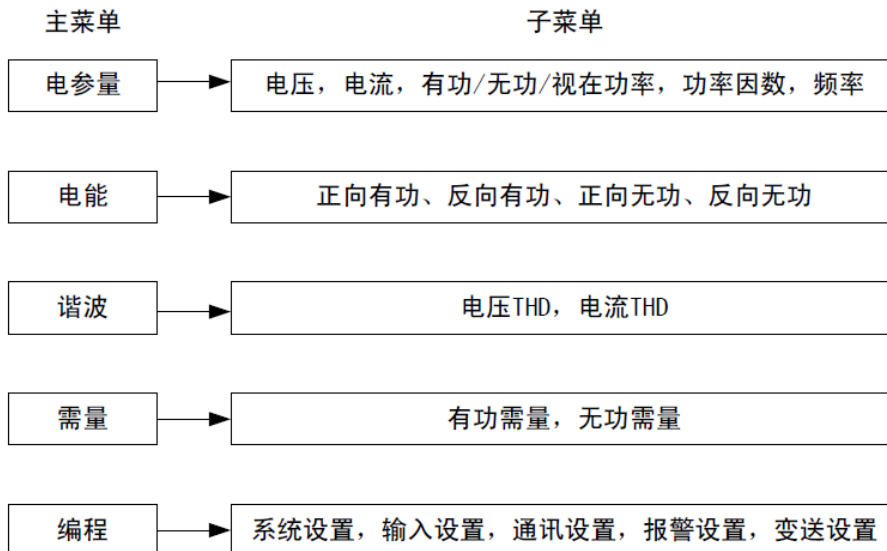 主菜单 子菜单
电参量 电压，电流，有功/无功/视在功率，功率因数，频率
电能 正向有功、反向有功、正向无功、反向无功
谐波 电压THD，电流THD
需量 有功需量，无功需量
编程 系统设置，输入设置，通讯设置，报警设置，变送设置